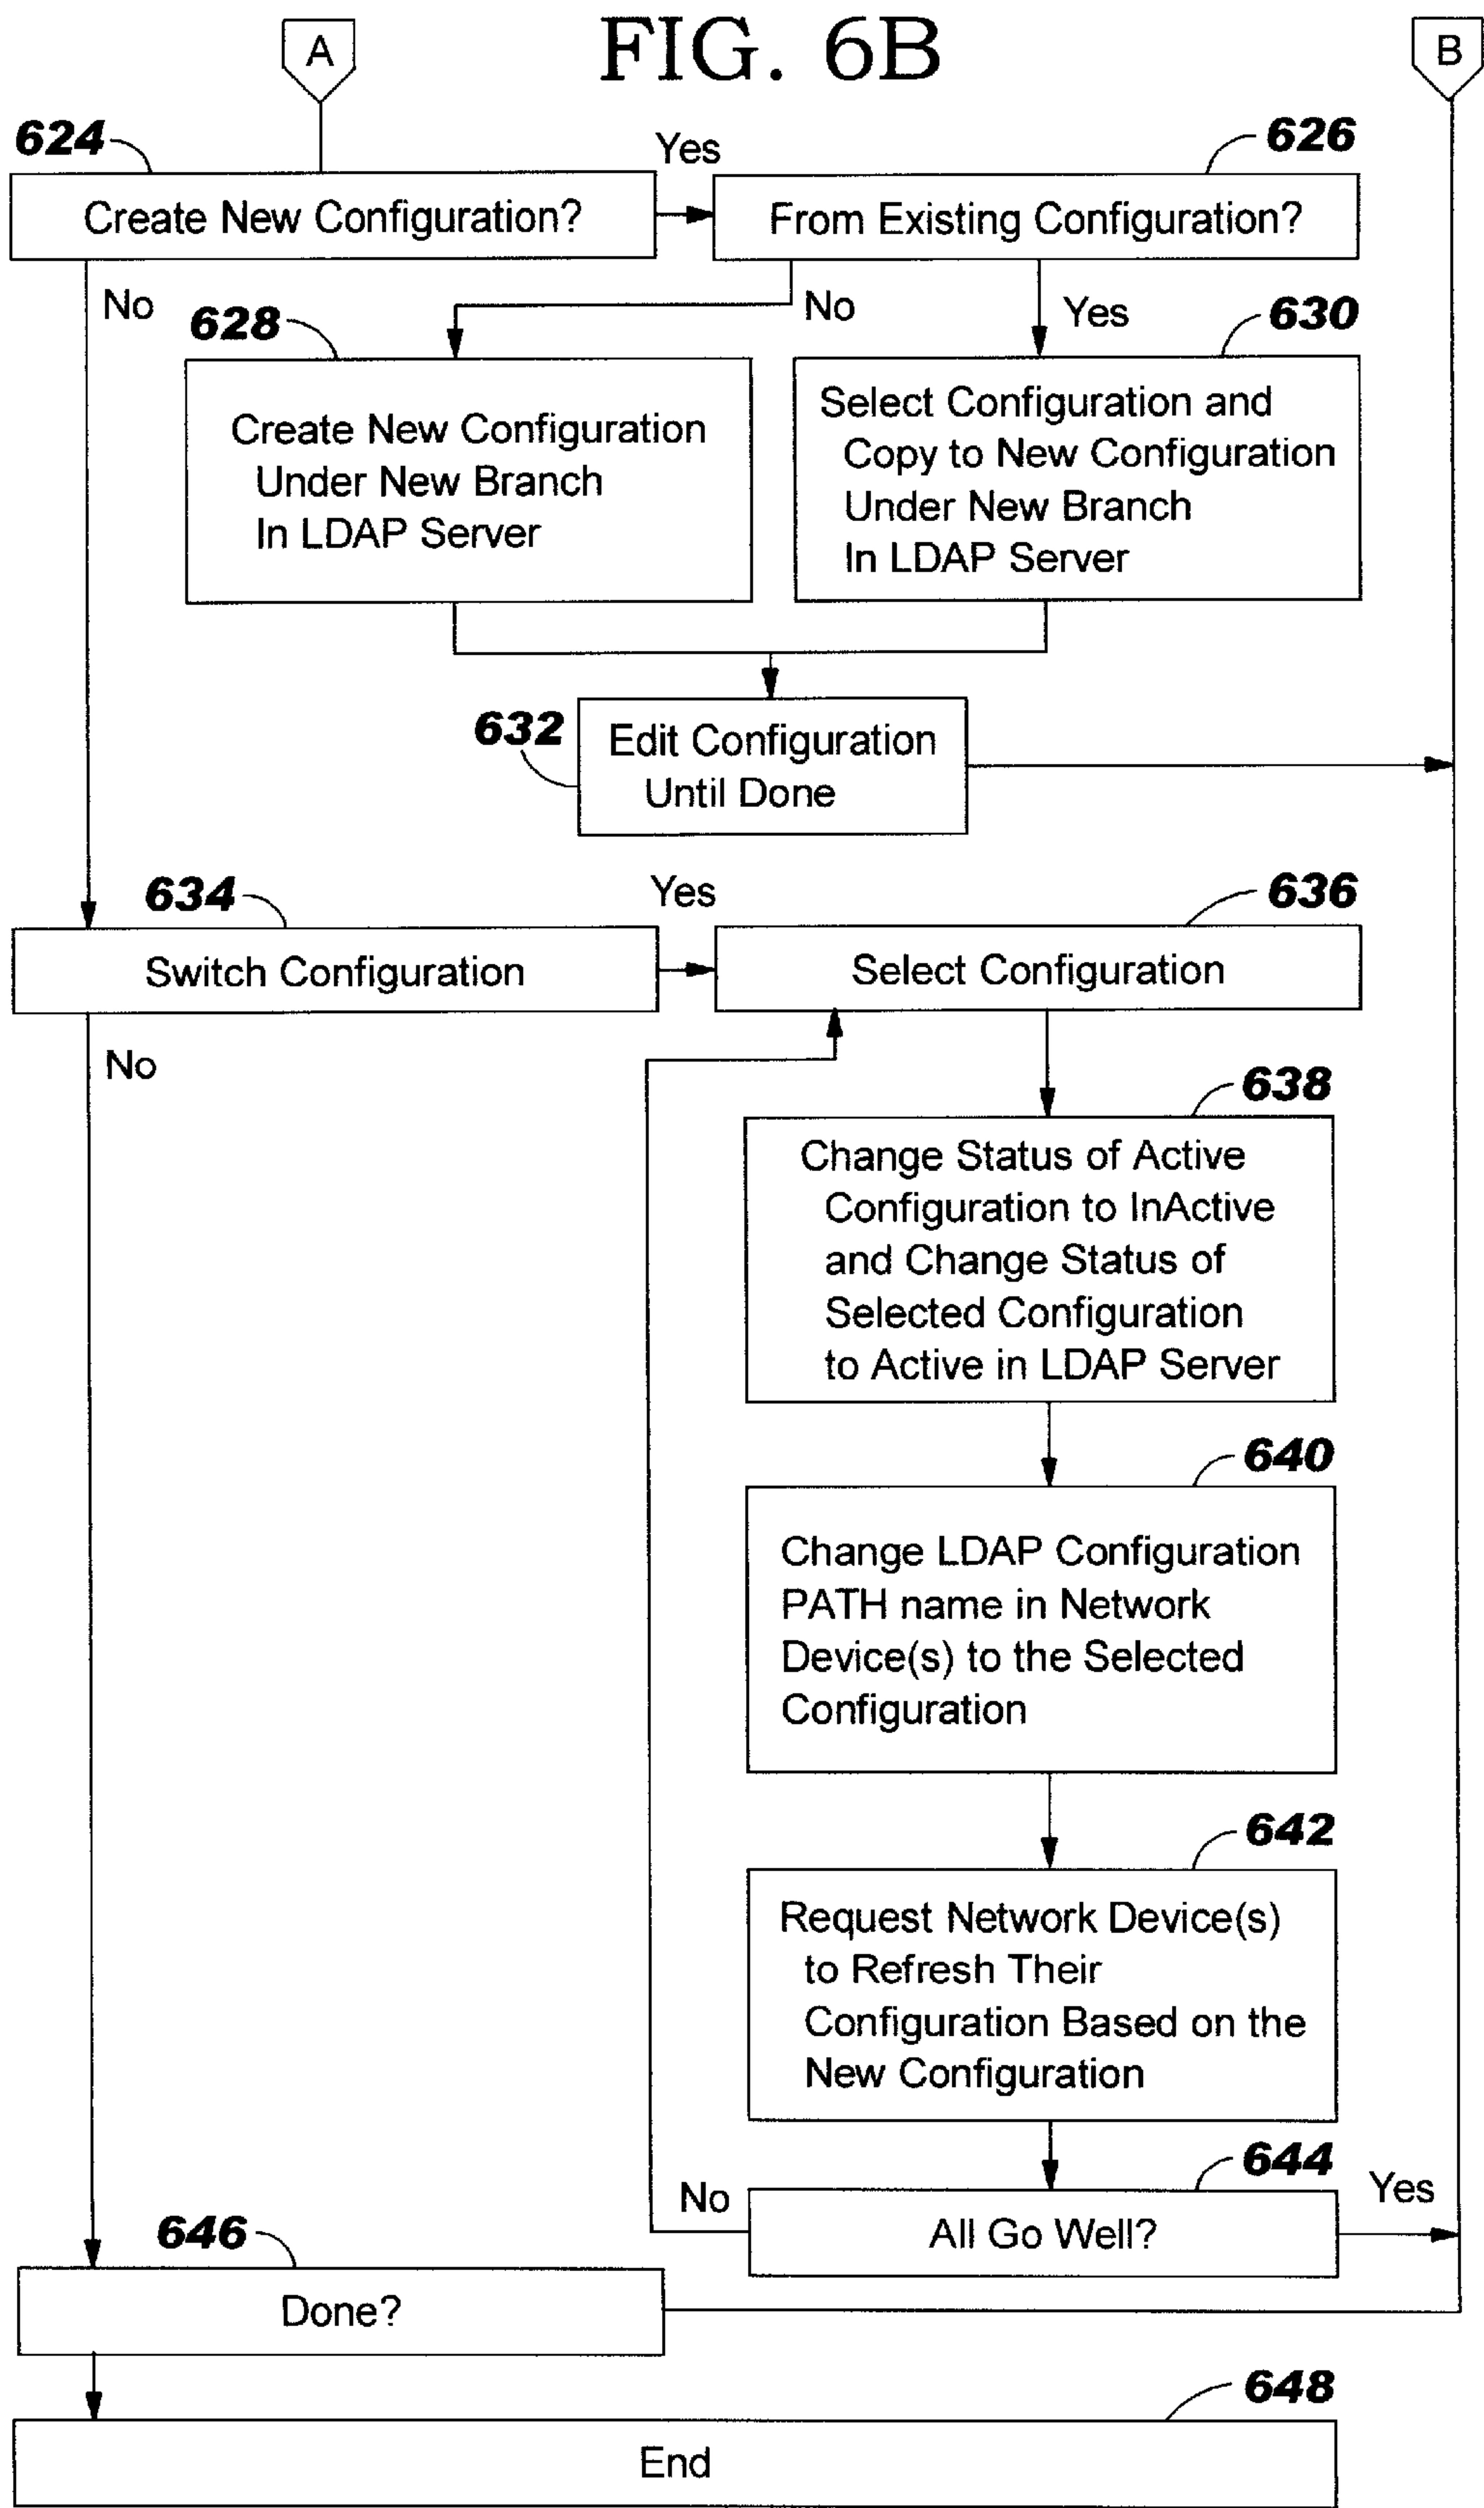 FIG. 6B
A
B
624
Yes
626
Create New Configuration?
From Existing Configuration?
No
628
No
Yes
630
Create New Configuration
Under New Branch
In LDAP Server
Select Configuration and
Copy to New Configuration
Under New Branch
In LDAP Server
632
Edit Configuration
Until Done
634
Yes
636
Switch Configuration
Select Configuration
No
638
Change Status of Active
Configuration to InActive
and Change Status of
Selected Configuration
to Active in LDAP Server
640
Change LDAP Configuration
PATH name in Network
Device(s) to the Selected
Configuration
642
Request Network Device(s)
to Refresh Their
Configuration Based on the
New Configuration
644
No
Yes
All Go Well?
646
Done?
648
End